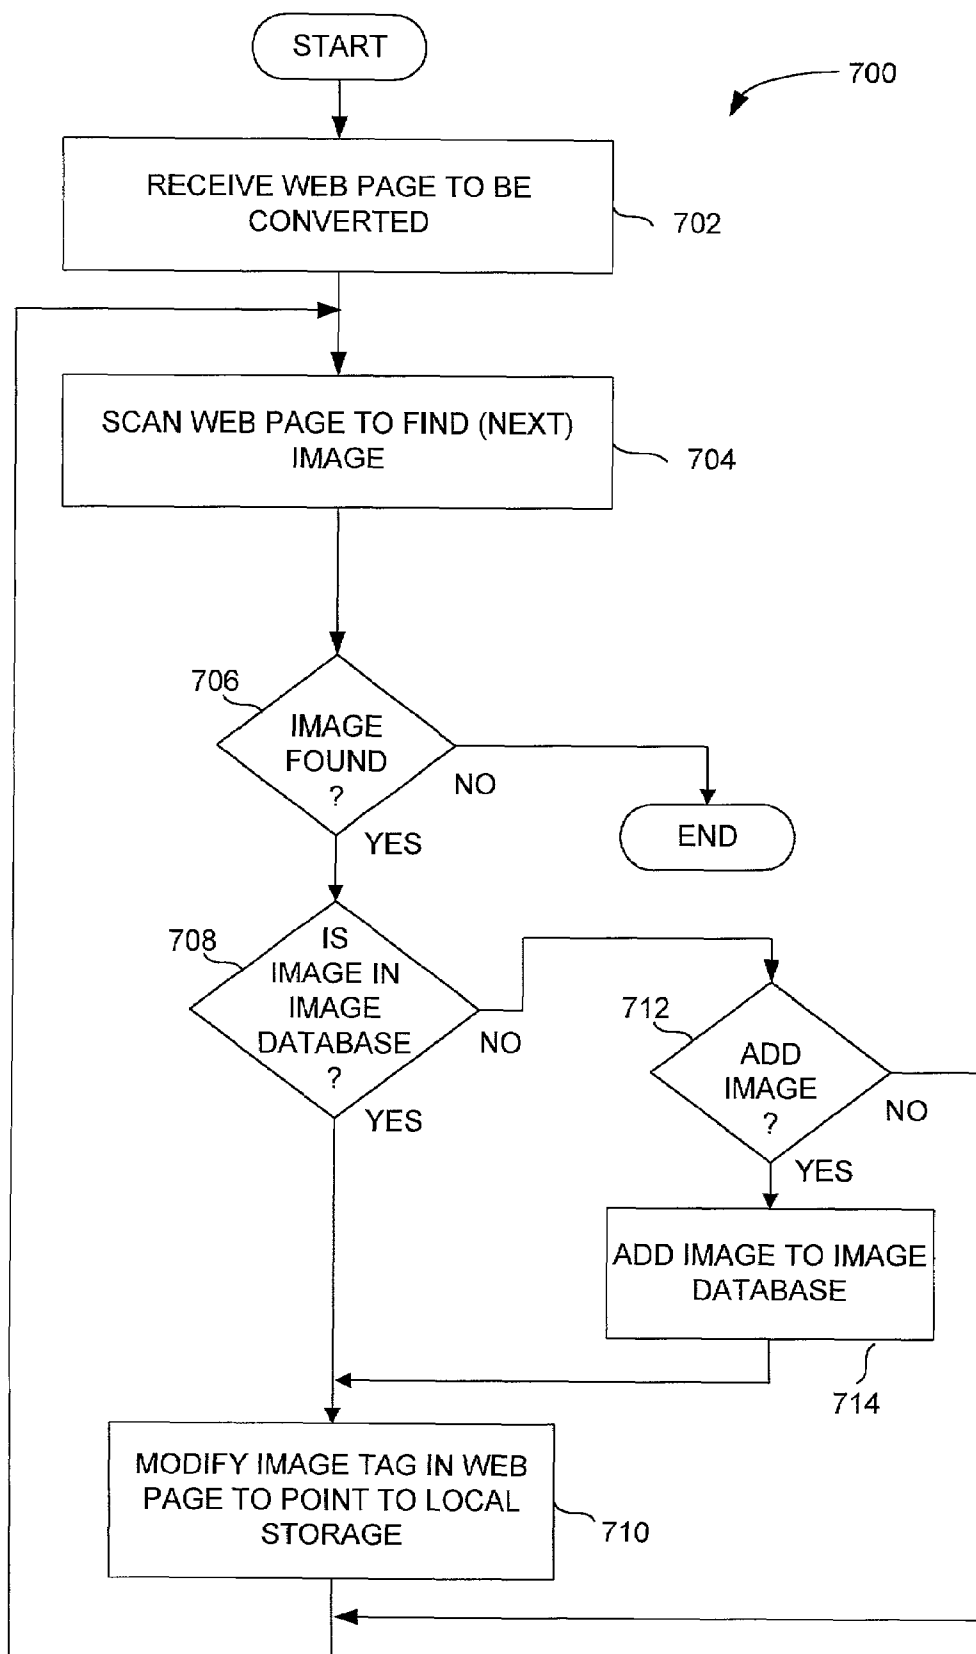 START
700
RECEIVE WEB PAGE TO BE
CONVERTED
702
SCAN WEB PAGE TO FIND (NEXT)
IMAGE
704
706
IMAGE
FOUND
?
NO
YES
END
708
IS
IMAGE IN
IMAGE
DATABASE
?
NO
YES
712
ADD
IMAGE
?
NO
YES
ADD IMAGE TO IMAGE
DATABASE
714
MODIFY IMAGE TAG IN WEB
PAGE TO POINT TO LOCAL
STORAGE
710